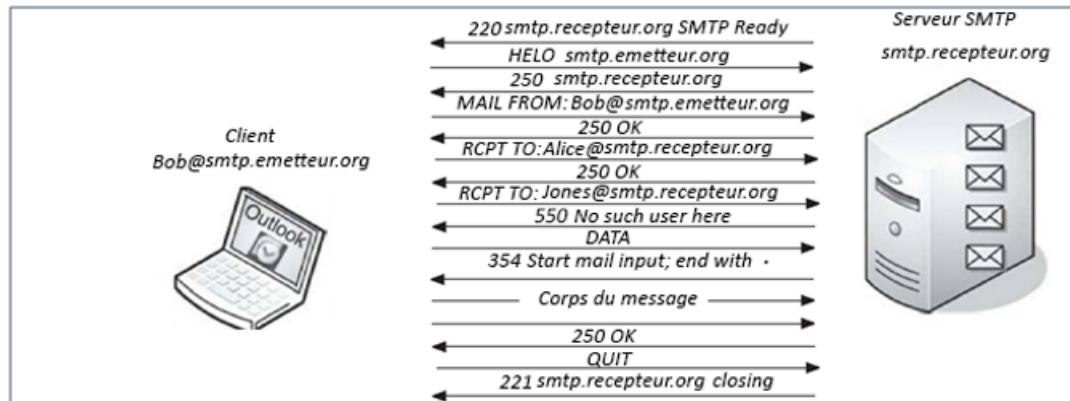 Serveur SMTP
smtp.recepteur.org
220 smtp.recepteur.org SMTP Ready
HELO smtp.emetteur.org
250 smtp.recepteur.org
MAIL FROM: Bob@smtp.emetteur.org
250 OK
Client
Bob@smtp.emetteur.org
RCPT TO:Alice@smtp.recepteur.org
250 OK
RCPT TO: Jones@smtp.recepteur.org
Outlook
550 No such user here
DATA
354 Start mail input; end with .
Corps du message
250 OK
QUIT
221 smtp.recepteur.org closing